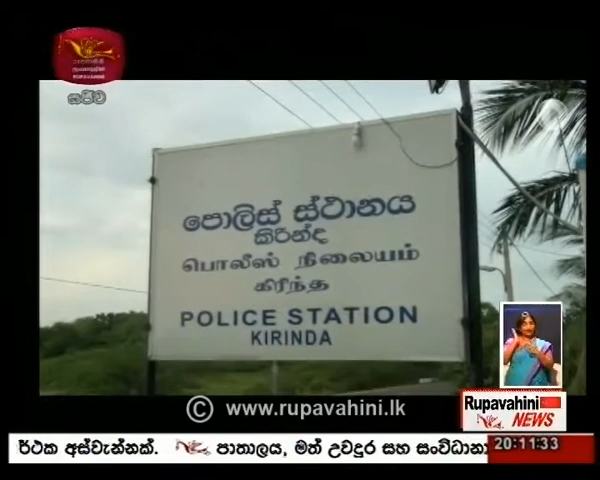 සජීව
පොලිස් ස්ථානය
කිරින්ද
பொலீஸ் நிலையம்
கிரிந்த
POLICE STATION
KIRINDA
© www.rupavahini.lk
Rupavahini
NEWS
ර්ථක අස්වැන්නක්. පාතාලය, මත් උවදුර සහ සංවිධානා
20:11:33